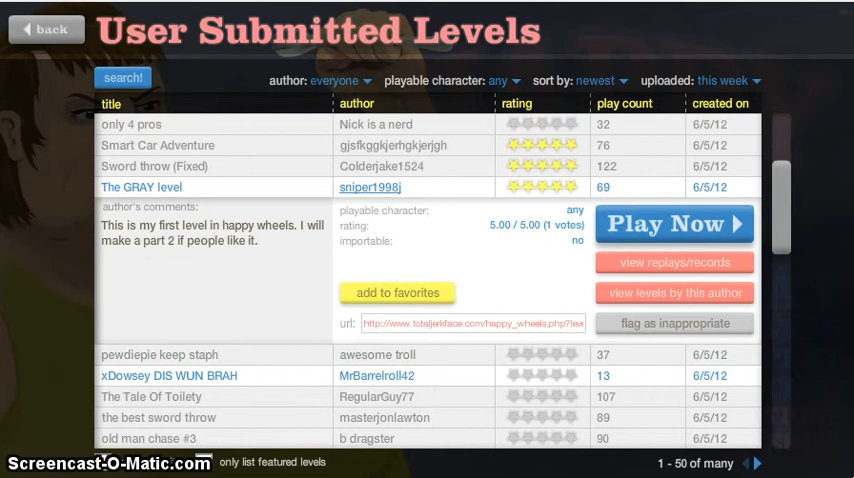 back
User Submitted Levels
search!
author: everyone playable character: any sort by: newest uploaded: this week
title author rating play count created on
only 4 pros Nick is a nerd 32 6/5/12
Smart Car Adventure gjsfkggkjerhgkjerjgh 76 6/5/12
Sword throw (Fixed) Colderjake1524 122 6/5/12
The GRAY level sniper1998j 69 6/5/12
author's comments:
This is my first level in happy wheels. I will
make a part 2 if people like it.
playable character: any
rating: 5.00 / 5.00 (1 votes)
importable: no
Play Now
view replays/records
add to favorites
view levels by this author
url: http://www.totaljerkface.com/happy_wheels.php?lev
flag as inappropriate
pewdiepie keep staph awesome troll 37 6/5/12
xDowsey DIS WUN BRAH MrBarrelroll42 13 6/5/12
The Tale Of Toilety RegularGuy77 107 6/5/12
the best sword throw masterjonlawton 89 6/5/12
old man chase #3 b dragster 90 6/5/12
Screencast-O-Matic.com
only list featured levels
1 - 50 of many